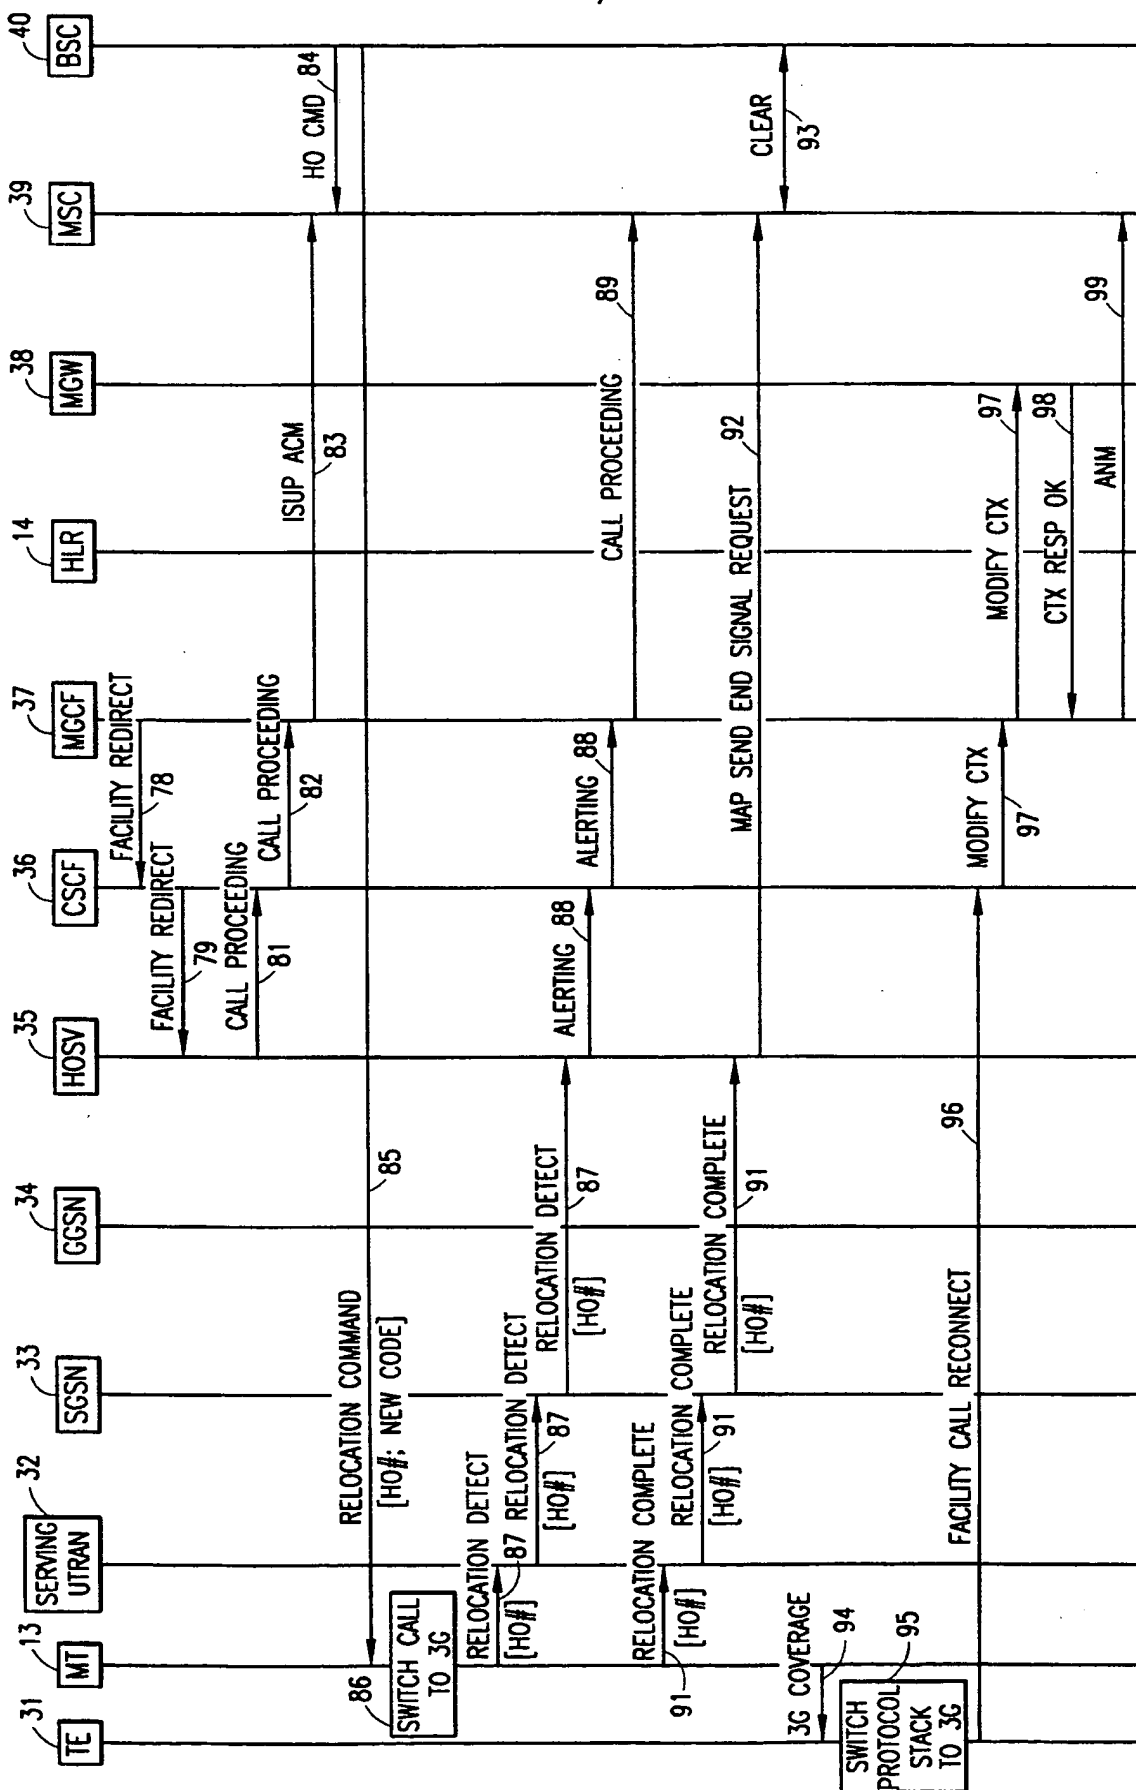 31
TE
13
MT
32
SERVING
UTRAN
33
SGSN
34
GGSN
35
HOSV
36
CSCF
37
MGCF
14
HLR
38
MGW
39
MSC
40
BSC
FACILITY REDIRECT
78
FACILITY REDIRECT
79
CALL PROCEEDING
81
CALL PROCEEDING
82
ISUP ACM
83
HO CMD 84
RELOCATION COMMAND
85
[HO#; NEW CODE]
86
SWITCH CALL
TO 3G
RELOCATION DETECT
87
[HO#]
RELOCATION DETECT
87
[HO#]
RELOCATION DETECT
87
[HO#]
ALERTING 88
ALERTING 88
CALL PROCEEDING
89
RELOCATION COMPLETE
91
[HO#]
RELOCATION COMPLETE
91
[HO#]
RELOCATION COMPLETE
91
[HO#]
MAP SEND END SIGNAL REQUEST
92
CLEAR
93
3G COVERAGE
94
95
SWITCH
PROTOCOL
STACK
TO 3G
FACILITY CALL RECONNECT
96
MODIFY CTX
97
MODIFY CTX
97
CTX RESP OK
98
ANM
99